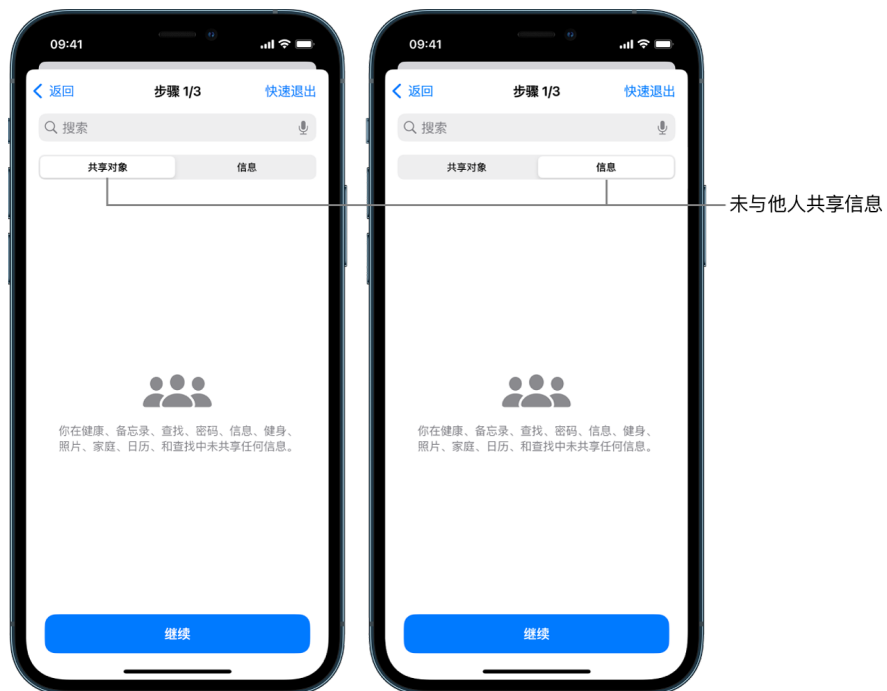 09:41
返回
步骤 1/3
快速退出
搜索
共享对象
信息
你在健康、备忘录、查找、密码、信息、健身、
照片、家庭、日历、和查找中未共享任何信息。
继续
09:41
返回
步骤 1/3
快速退出
搜索
共享对象
信息
你在健康、备忘录、查找、密码、信息、健身、
照片、家庭、日历、和查找中未共享任何信息。
继续
未与他人共享信息